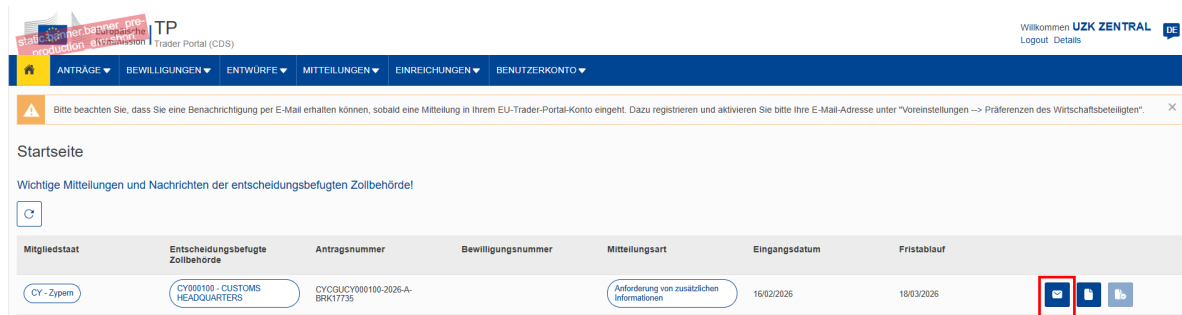 Europäische
Kommission
TP
Trader Portal (CDS)
static.banner.banner_pre-
production_
Willkommen UZK ZENTRAL
Logout Details
DE
ANTRÄGE BEWILLIGUNGEN ENTWÜRFE MITTEILUNGEN EINREICHUNGEN BENUTZERKONTO
Bitte beachten Sie, dass Sie eine Benachrichtigung per E-Mail erhalten können, sobald eine Mitteilung in Ihrem EU-Trader-Portal-Konto eingeht. Dazu registrieren und aktivieren Sie bitte Ihre E-Mail-Adresse unter "Voreinstellungen --> Präferenzen des Wirtschaftsbeteiligten".
Startseite
Wichtige Mitteilungen und Nachrichten der entscheidungsbefugten Zollbehörde!
Mitgliedstaat Entscheidungsbefugte Antragsnummer Bewilligungsnummer Mitteilungsart Eingangsdatum Fristablauf
Zollbehörde
CY - Zypern CY000100 - CUSTOMS CYCGUCY000100-2026-A- Anforderung von zusätzlichen 16/02/2026 18/03/2026
HEADQUARTERS BRK17735 Informationen